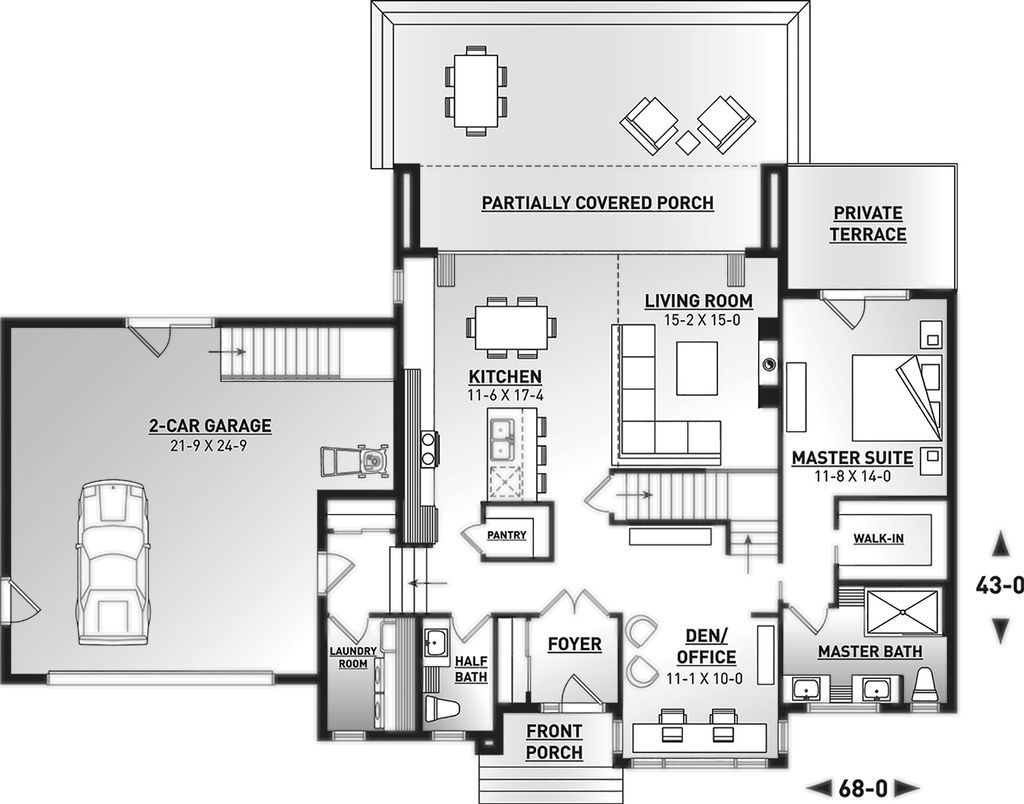 PARTIALLY COVERED PORCH
PRIVATE
TERRACE
LIVING ROOM
15-2 X 15-0
KITCHEN
11-6 X 17-4
2-CAR GARAGE
21-9 X 24-9
MASTER SUITE
11-8 X 14-0
PANTRY
WALK-IN
43-0
LAUNDRY
ROOM
HALF
BATH
FOYER
DEN/
OFFICE
11-1 X 10-0
MASTER BATH
FRONT
PORCH
68-0